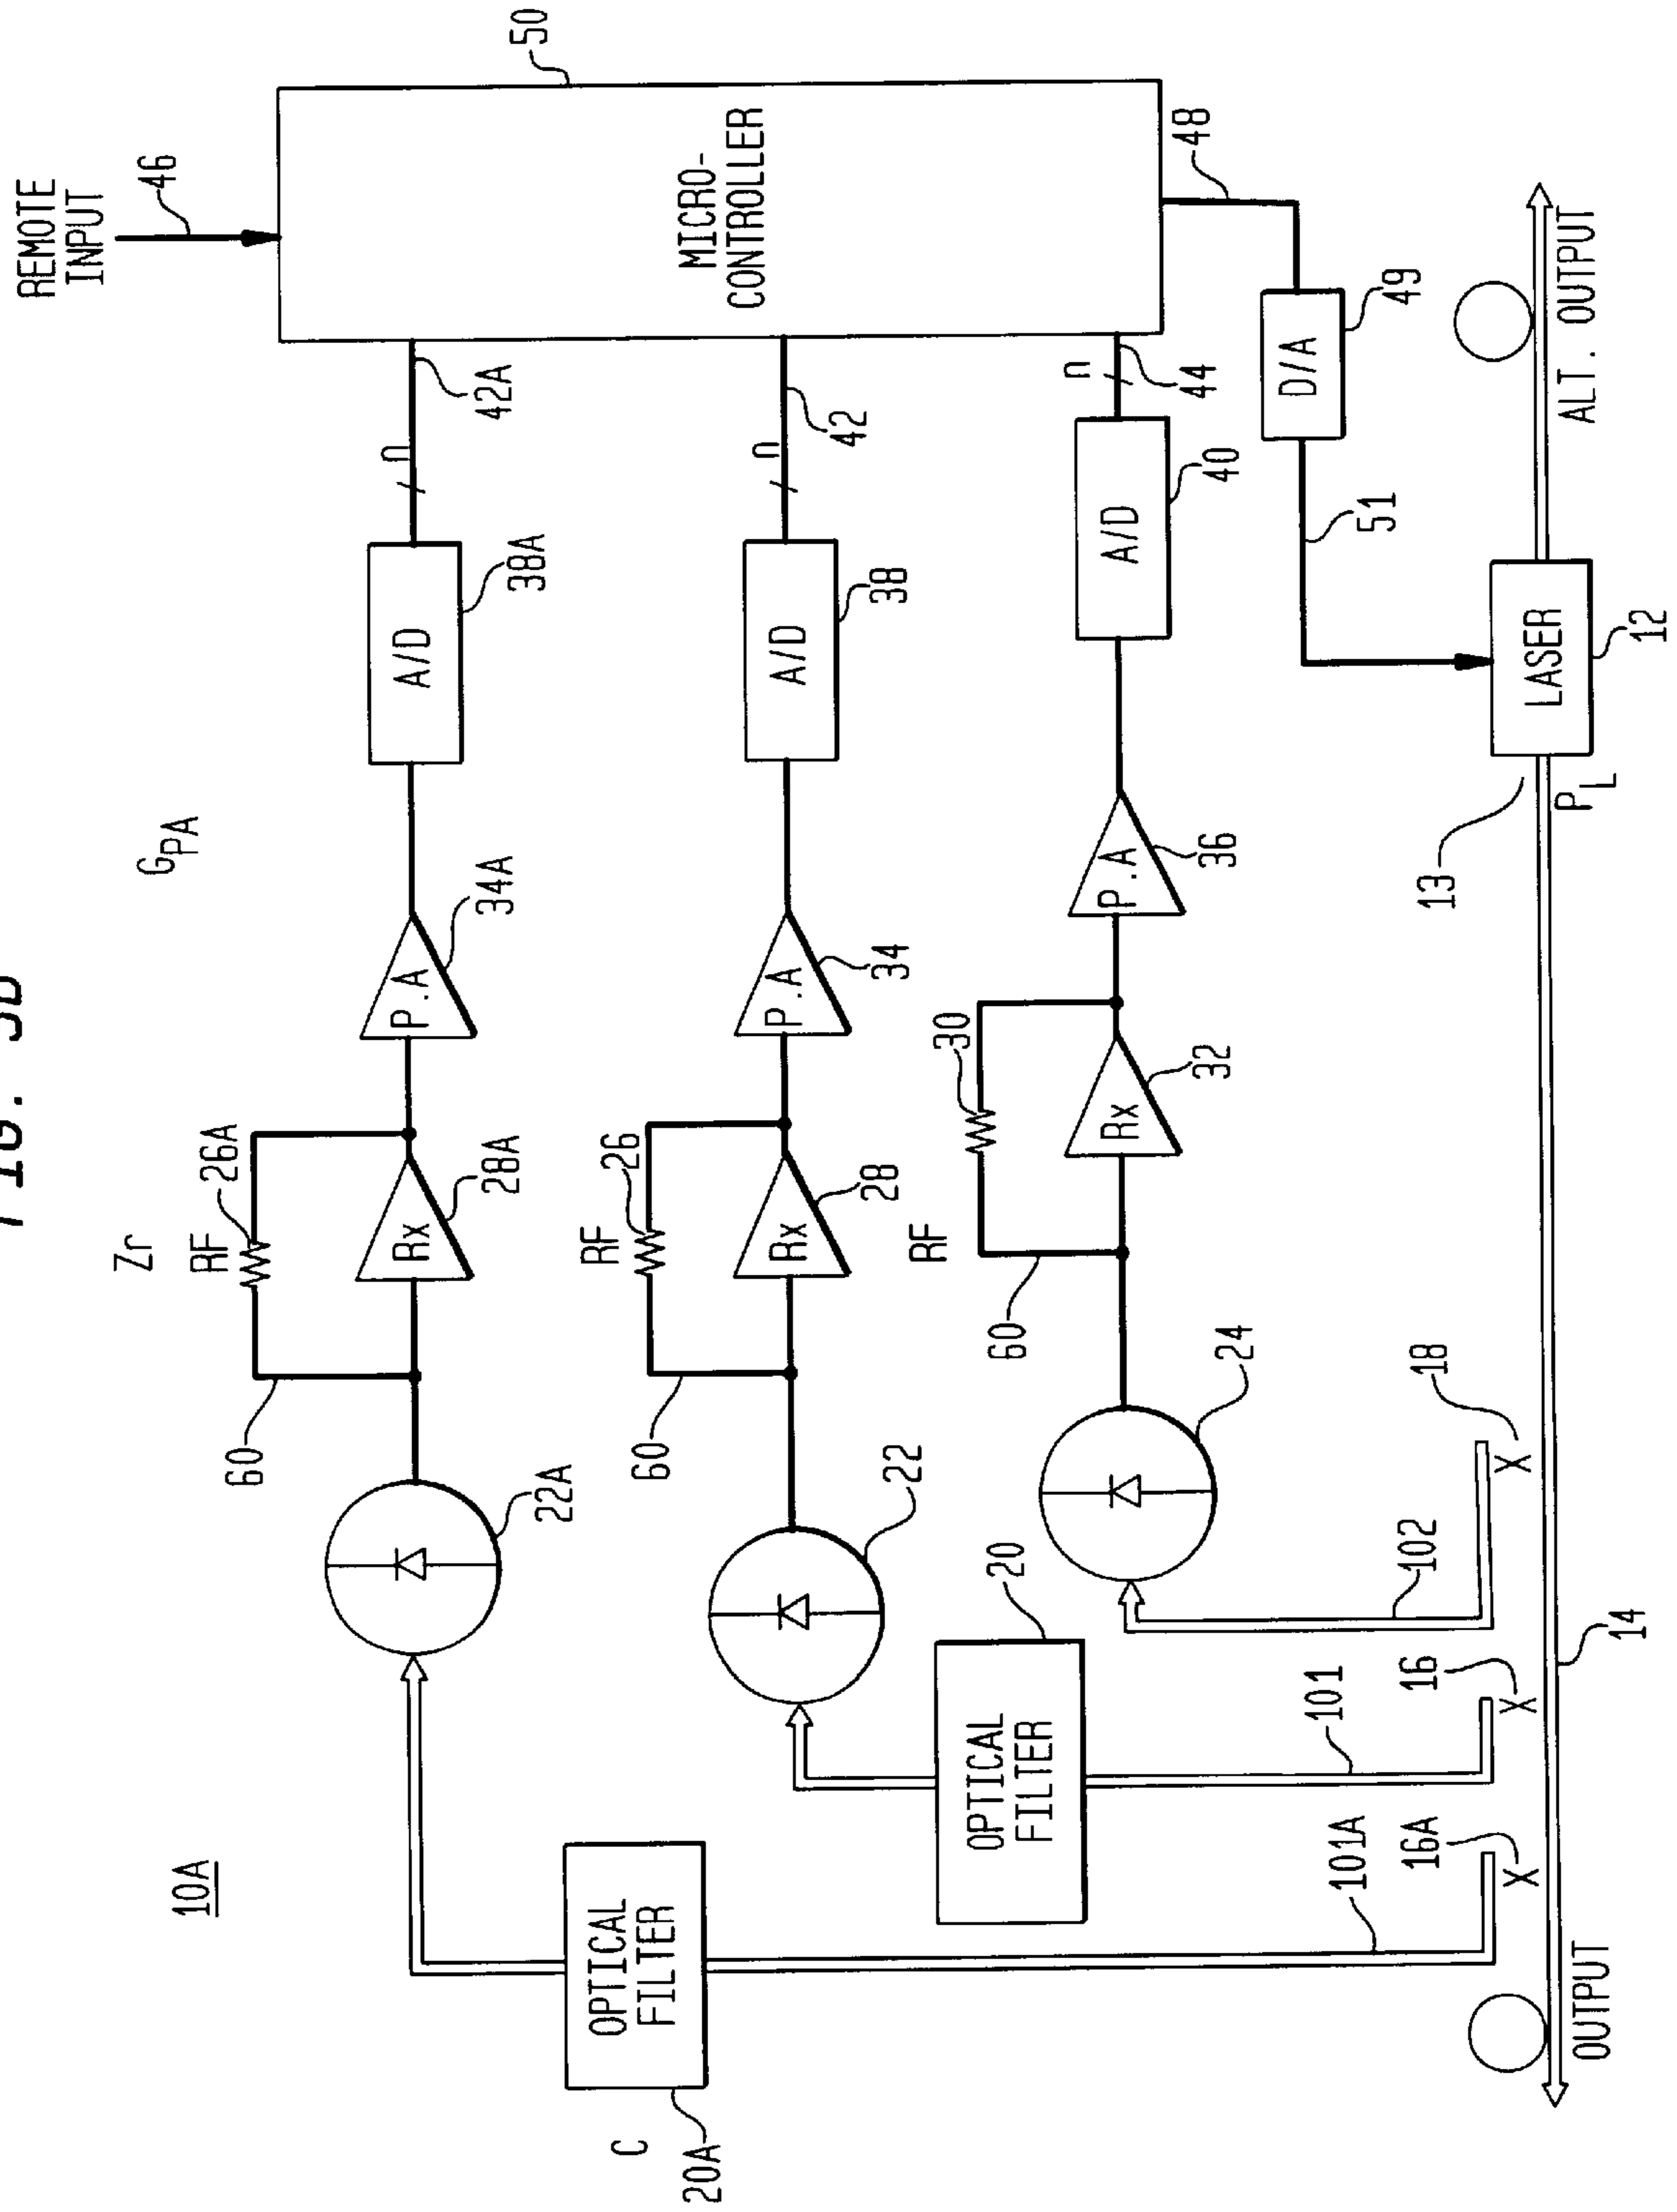 FIG.
10A
REMOTE
INPUT
46
50
Zr
GPA
RF
26A
60
28A
Rx
34A
P.A
A/D
38A
n
42A
22A
C
20A
OPTICAL
FILTER
MICRO-
CONTROLLER
RF
26
60
Rx
28
P.A
34
A/D
38
n
42
22
OPTICAL
FILTER
20
RF
30
60
Rx
32
P.A
36
A/D
40
n
44
48
24
D/A
49
51
101A
101
102
16A
16
18
X
X
X
13
PL
LASER
12
14
OUTPUT
ALT. OUTPUT